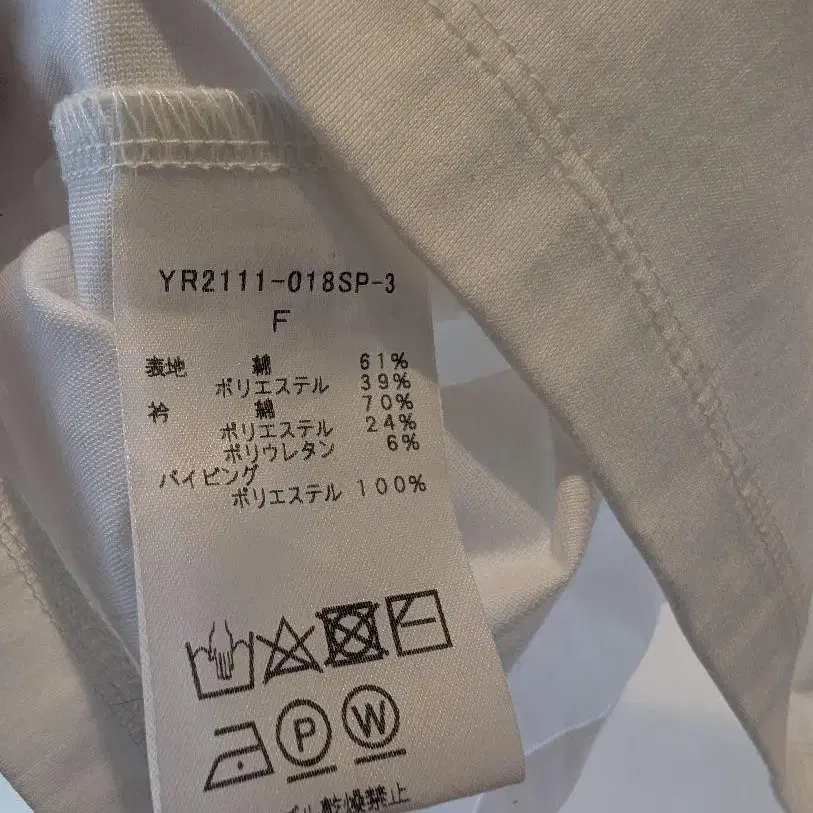 YR2111-018SP-3
F
表地 綿 61%
ポリエステル 39%
衿 綿 70%
ポリエステル 24%
ポリウレタン 6%
パイピング
ポリエステル 100%
P W
乾燥禁止